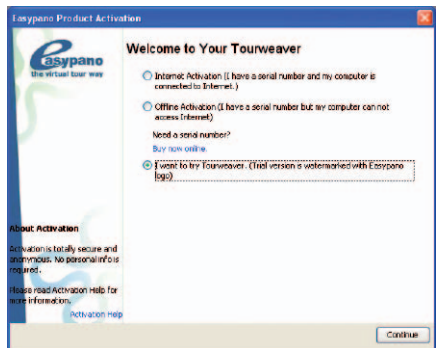 Easypano Product Activation
easypano
the virtual tour way
Welcome to Your Tourweaver
Internet Activation (I have a serial number and my computer is
connected to Internet.)
Offline Activation (I have a serial number but my computer can not
access Internet)
Need a serial number?
Buy now online.
I want to try Tourweaver. (Trial version is watermarked with Easypano
logo)
About Activation
Activation is totally secure and
anonymous. No personal info is
required.
Please read Activation Help for
more information.
Activation Help
Continue